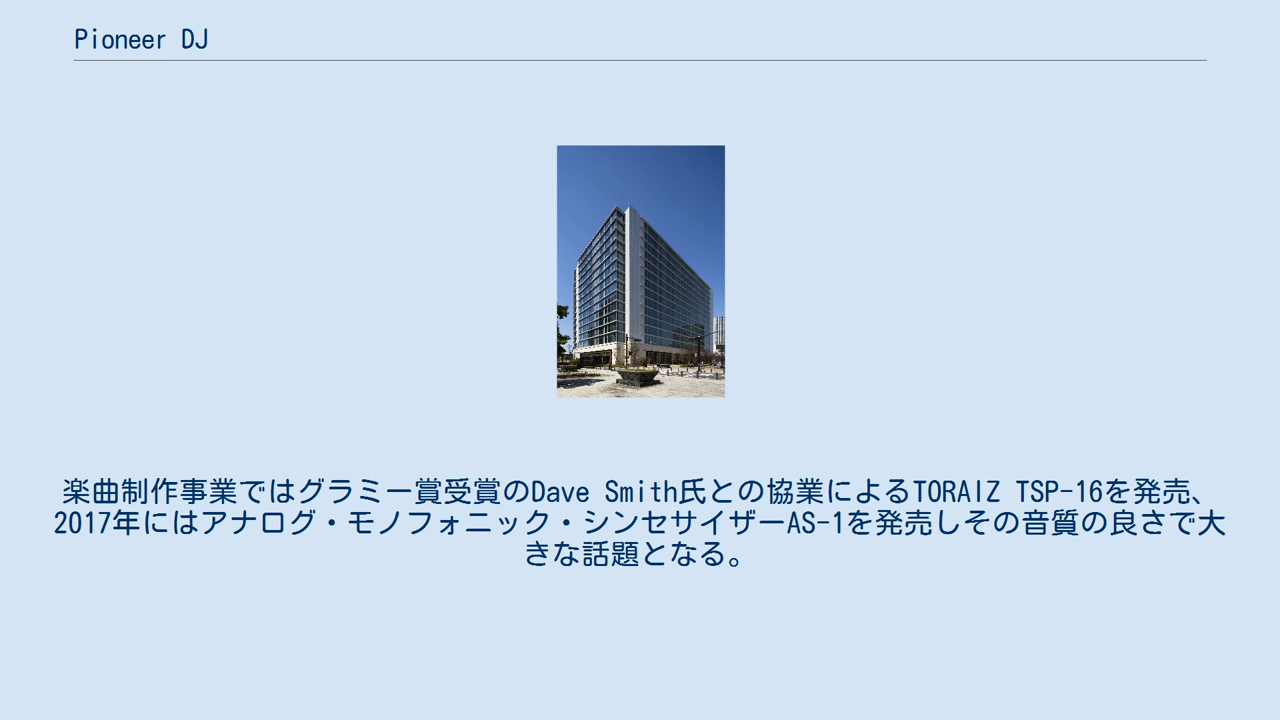 Pioneer DJ
楽曲制作事業ではグラミー賞受賞のDave Smith氏との協業によるTORAIZ TSP-16を発売、
2017年にはアナログ・モノフォニック・シンセサイザーAS-1を発売しその音質の良さで大
きな話題となる。